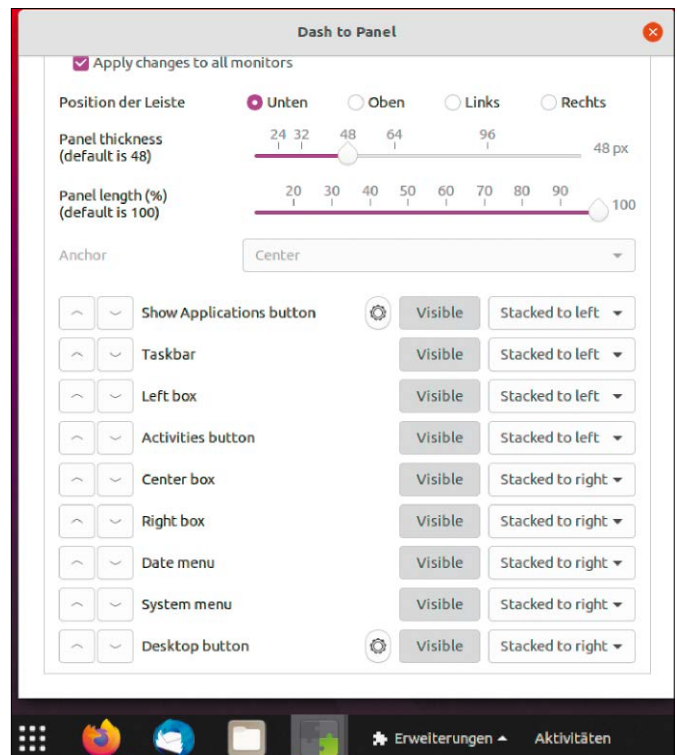 Dash to Panel
Apply changes to all monitors
Position der Leiste Unten Oben Links Rechts
Panel thickness
(default is 48)
24 32 48 64 96
48 px
Panel length (%)
(default is 100)
20 30 40 50 60 70 80 90
100
Anchor Center
Show Applications button Visible Stacked to left
Taskbar Visible Stacked to left
Left box Visible Stacked to left
Activities button Visible Stacked to left
Center box Visible Stacked to right
Right box Visible Stacked to right
Date menu Visible Stacked to right
System menu Visible Stacked to right
Desktop button Visible Stacked to right
Erweiterungen Aktivitäten